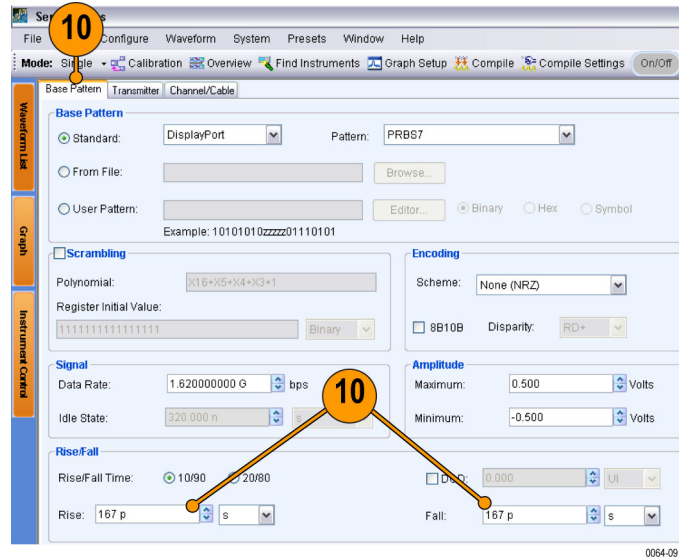 Ser s
File Configure Waveform System Presets Window Help
10
Mode: Single Calibration Overview Find Instruments Graph Setup Compile Compile Settings On/Off
Base Pattern Transmitter Channel/Cable
Waveform List
Graph
Instrument Control
Base Pattern
Standard: DisplayPort Pattern: PRBS7
From File: Browse...
User Pattern: Editor... Binary Hex Symbol
Example: 10101010zzzzz01110101
Scrambling
Polynomial: X16+X5+X4+X3+1
Register Initial Value:
1111111111111111 Binary
Encoding
Scheme: None (NRZ)
8B10B Disparity: RD+
Signal
Data Rate: 1.620000000 G bps
Idle State: 320.000 n s
10
Amplitude
Maximum: 0.500 Volts
Minimum: -0.500 Volts
Rise/Fall
Rise/Fall Time: 10/90 20/80 DCD: 0.000 UI
Rise: 167 p s Fall: 167 p s
0064-09